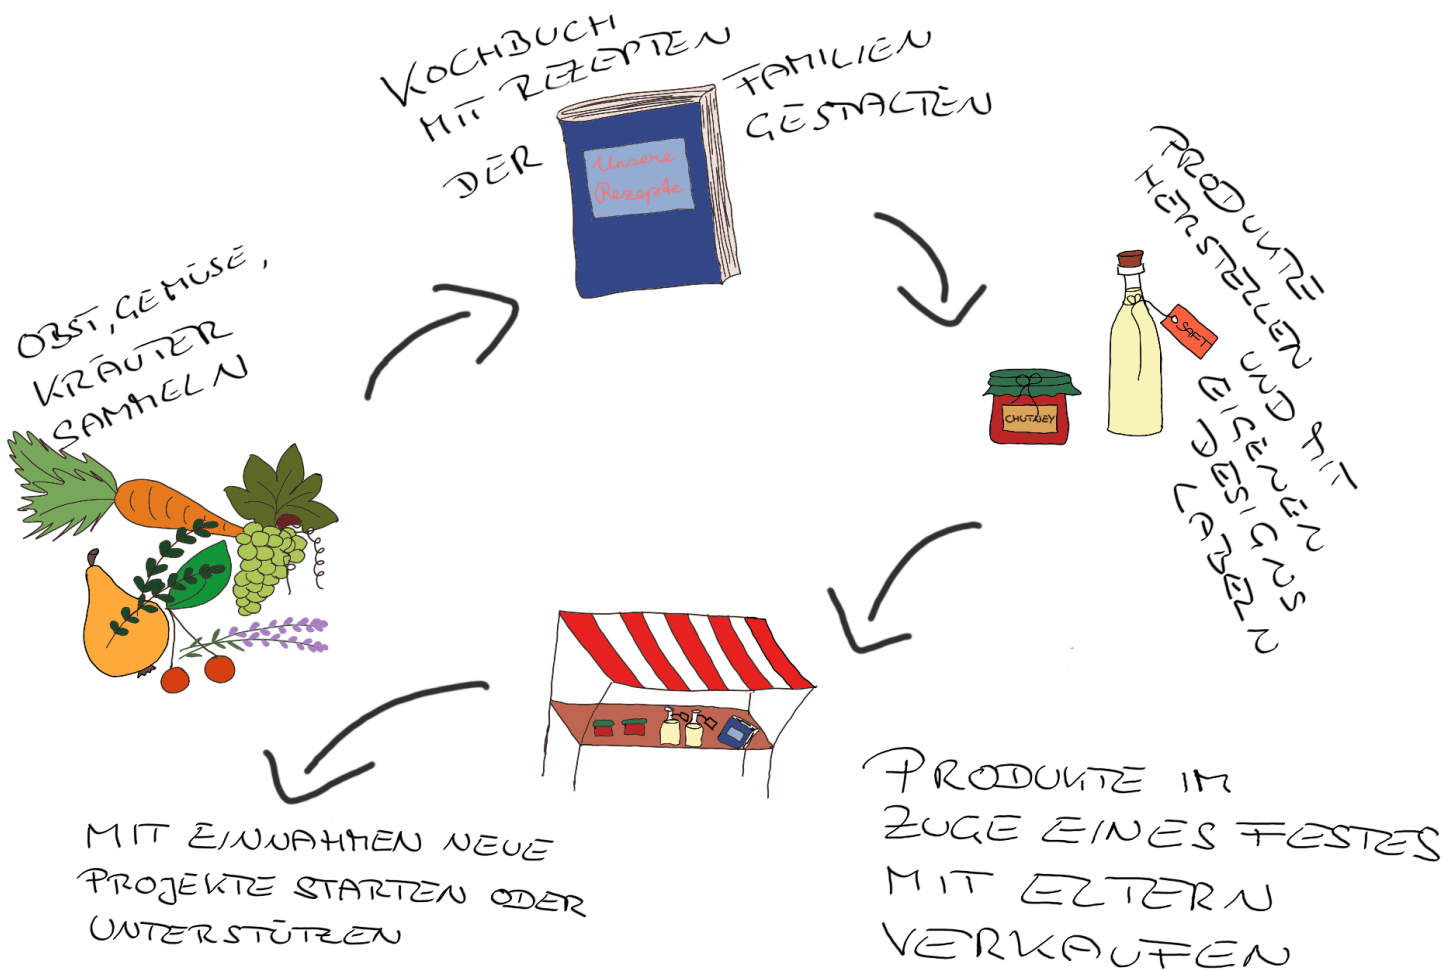 KOCHBUCH
MIT REZEPTEN
DER FAMILIEN
GESTALTEN
Unsere
Rezepte
PRODUKTE
HERSTELLEN
UND MIT
EIGENEN
DESIGNS
LABELN
SAFT
CHUTNEY
OBST, GEMÜSE,
KRÄUTER
SAMMELN
PRODUKTE IM
ZUGE EINES FESTES
MIT ELTERN
VERKAUFEN
MIT EINNAHMEN NEUE
PROJEKTE STARTEN ODER
UNTERSTÜTZEN